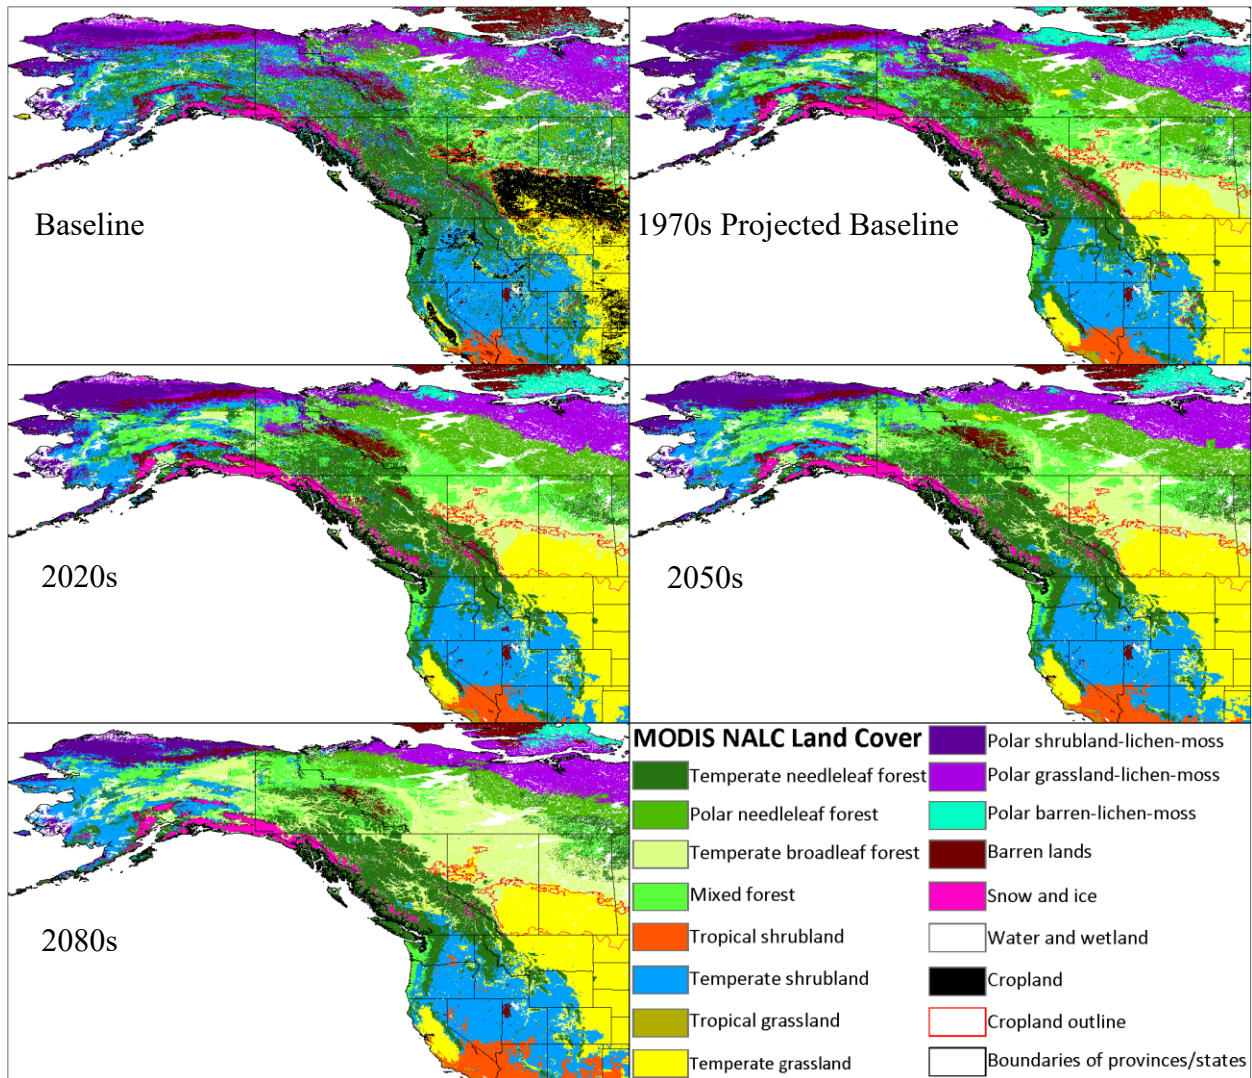 Baseline
1970s Projected Baseline
2020s
2050s
2080s
MODIS NALC Land Cover
Temperate needleleaf forest
Polar needleleaf forest
Temperate broadleaf forest
Mixed forest
Tropical shrubland
Temperate shrubland
Tropical grassland
Temperate grassland
Polar shrubland-lichen-moss
Polar grassland-lichen-moss
Polar barren-lichen-moss
Barren lands
Snow and ice
Water and wetland
Cropland
Cropland outline
Boundaries of provinces/states